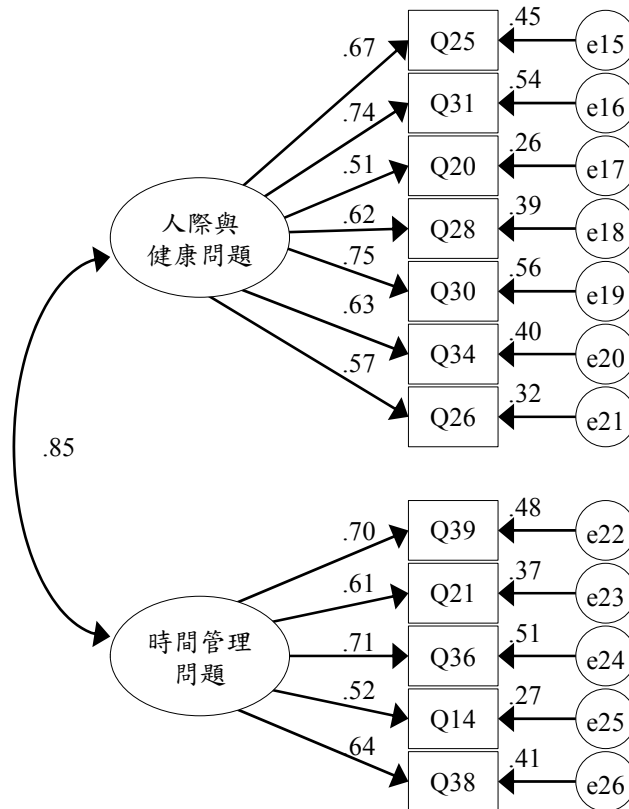 .67 Q25 .45 e15
.74 Q31 .54 e16
.51 Q20 .26 e17
人際與
健康問題
.62 Q28 .39 e18
.75 Q30 .56 e19
.63 Q34 .40 e20
.57 Q26 .32 e21
.85
.70 Q39 .48 e22
.61 Q21 .37 e23
時間管理
問題
.71 Q36 .51 e24
.52 Q14 .27 e25
.64 Q38 .41 e26